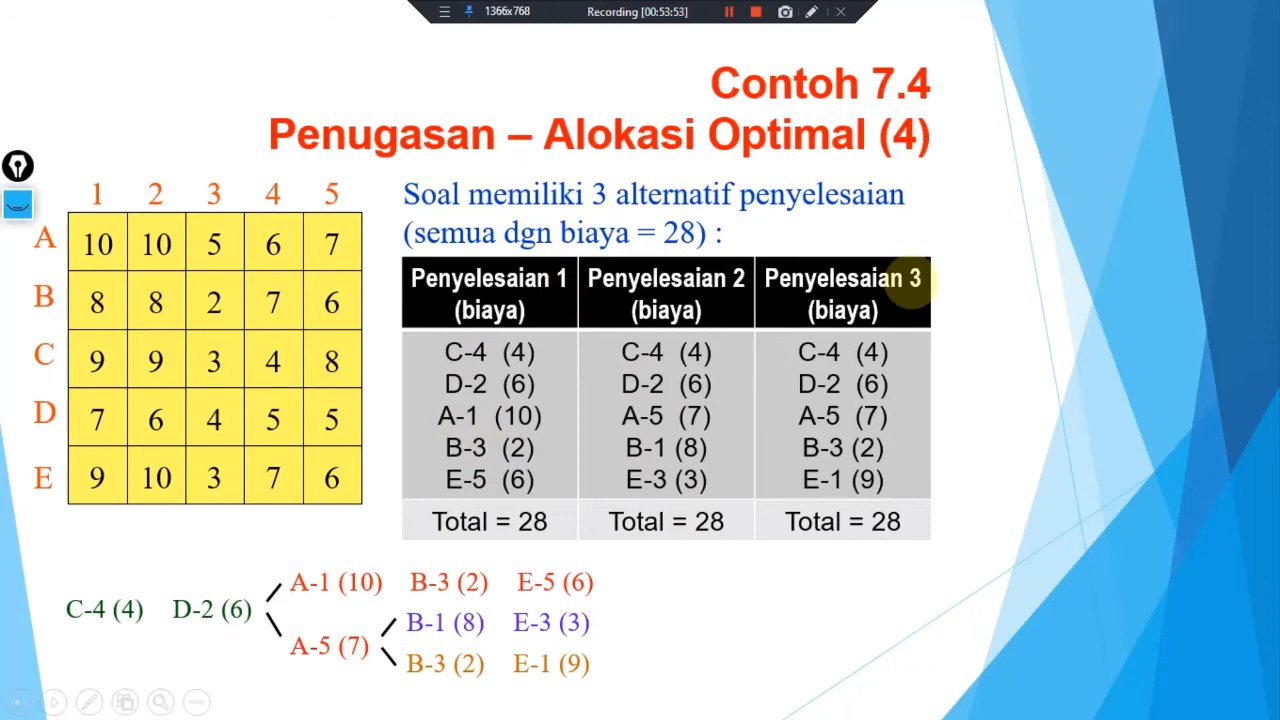 1366x768 Recording [00:53:53]
Contoh 7.4
Penugasan – Alokasi Optimal (4)
1 2 3 4 5
A 10 10 5 6 7
B 8 8 2 7 6
C 9 9 3 4 8
D 7 6 4 5 5
E 9 10 3 7 6
Soal memiliki 3 alternatif penyelesaian
(semua dgn biaya = 28) :
Penyelesaian 1 Penyelesaian 2 Penyelesaian 3
(biaya) (biaya) (biaya)
C-4 (4) C-4 (4) C-4 (4)
D-2 (6) D-2 (6) D-2 (6)
A-1 (10) A-5 (7) A-5 (7)
B-3 (2) B-1 (8) B-3 (2)
E-5 (6) E-3 (3) E-1 (9)
Total = 28 Total = 28 Total = 28
A-1 (10) B-3 (2) E-5 (6)
C-4 (4) D-2 (6)
B-1 (8) E-3 (3)
A-5 (7)
B-3 (2) E-1 (9)